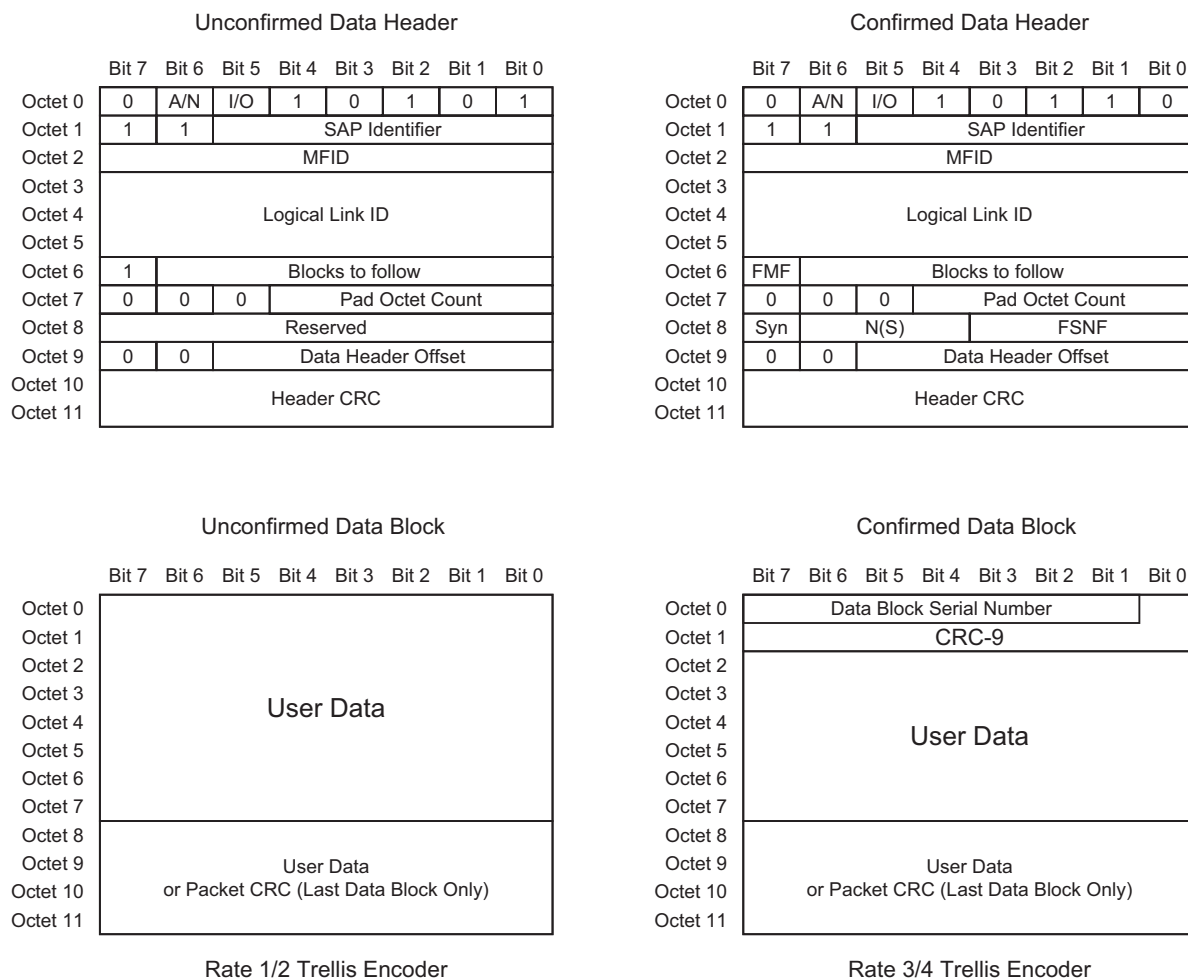 Unconfirmed Data Header
Bit 7 Bit 6 Bit 5 Bit 4 Bit 3 Bit 2 Bit 1 Bit 0
Octet 0 0 A/N I/O 1 0 1 0 1
Octet 1 1 1 SAP Identifier
Octet 2 MFID
Octet 3
Octet 4 Logical Link ID
Octet 5
Octet 6 1 Blocks to follow
Octet 7 0 0 0 Pad Octet Count
Octet 8 Reserved
Octet 9 0 0 Data Header Offset
Octet 10
Header CRC
Octet 11
Confirmed Data Header
Bit 7 Bit 6 Bit 5 Bit 4 Bit 3 Bit 2 Bit 1 Bit 0
Octet 0 0 A/N I/O 1 0 1 1 0
Octet 1 1 1 SAP Identifier
Octet 2 MFID
Octet 3
Octet 4 Logical Link ID
Octet 5
Octet 6 FMF Blocks to follow
Octet 7 0 0 0 Pad Octet Count
Octet 8 Syn N(S) FSNF
Octet 9 0 0 Data Header Offset
Octet 10
Header CRC
Octet 11
Unconfirmed Data Block
Bit 7 Bit 6 Bit 5 Bit 4 Bit 3 Bit 2 Bit 1 Bit 0
Octet 0
Octet 1
Octet 2
Octet 3
User Data
Octet 4
Octet 5
Octet 6
Octet 7
Octet 8
Octet 9 User Data
Octet 10 or Packet CRC (Last Data Block Only)
Octet 11
Rate 1/2 Trellis Encoder
Confirmed Data Block
Bit 7 Bit 6 Bit 5 Bit 4 Bit 3 Bit 2 Bit 1 Bit 0
Octet 0 Data Block Serial Number
Octet 1 CRC-9
Octet 2
Octet 3
Octet 4
User Data
Octet 5
Octet 6
Octet 7
Octet 8
Octet 9 User Data
Octet 10 or Packet CRC (Last Data Block Only)
Octet 11
Rate 3/4 Trellis Encoder